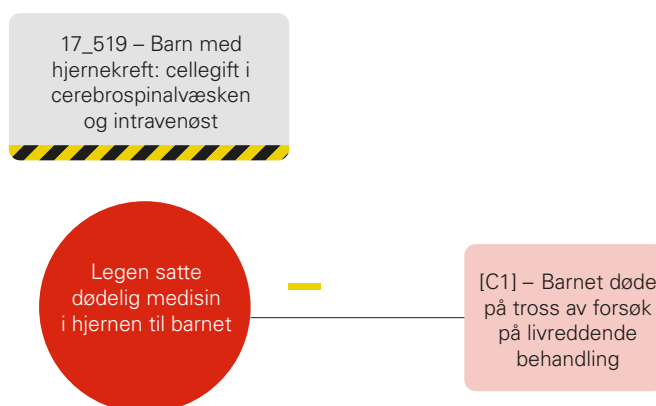 17_519 – Barn med
hjernekreft: cellegift i
cerebrospinalvæsken
og intravenøst
Legen satte
dødelig medisin
i hjernen til barnet
[C1] – Barnet døde
på tross av forsøk
på livreddende
behandling